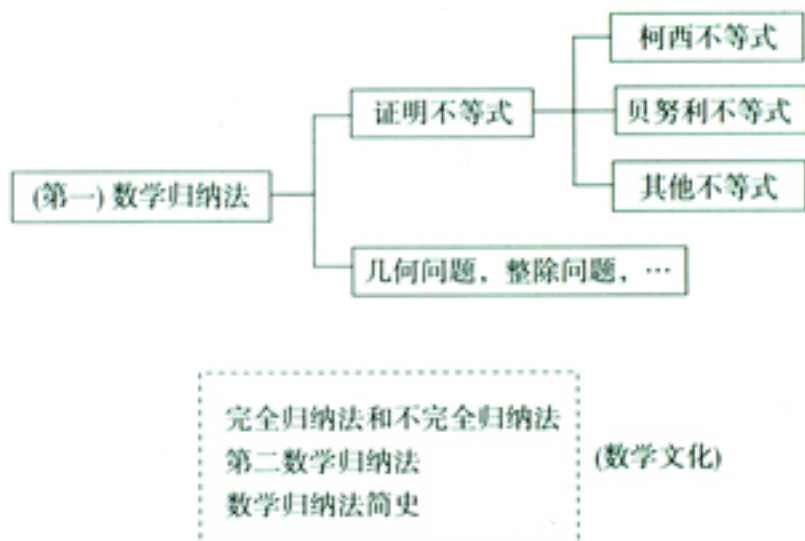 柯西不等式
证明不等式
贝努利不等式
(第一)数学归纳法
其他不等式
几何问题，整除问题，…
完全归纳法和不完全归纳法
第二数学归纳法
(数学文化)
数学归纳法简史